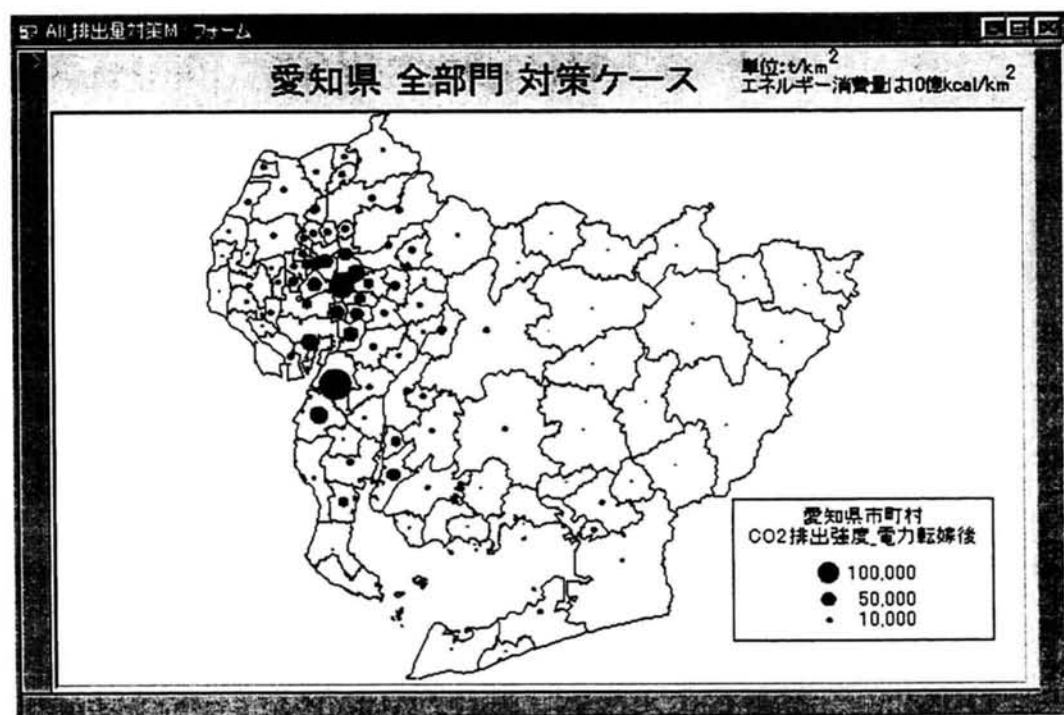 All_排出量対策M : フォーム
愛知県 全部門 対策ケース
単位:t/km2
エネルギー消費量は10億kcal/km2
愛知県市町村
CO2排出強度_電力転嫁後
100,000
50,000
10,000